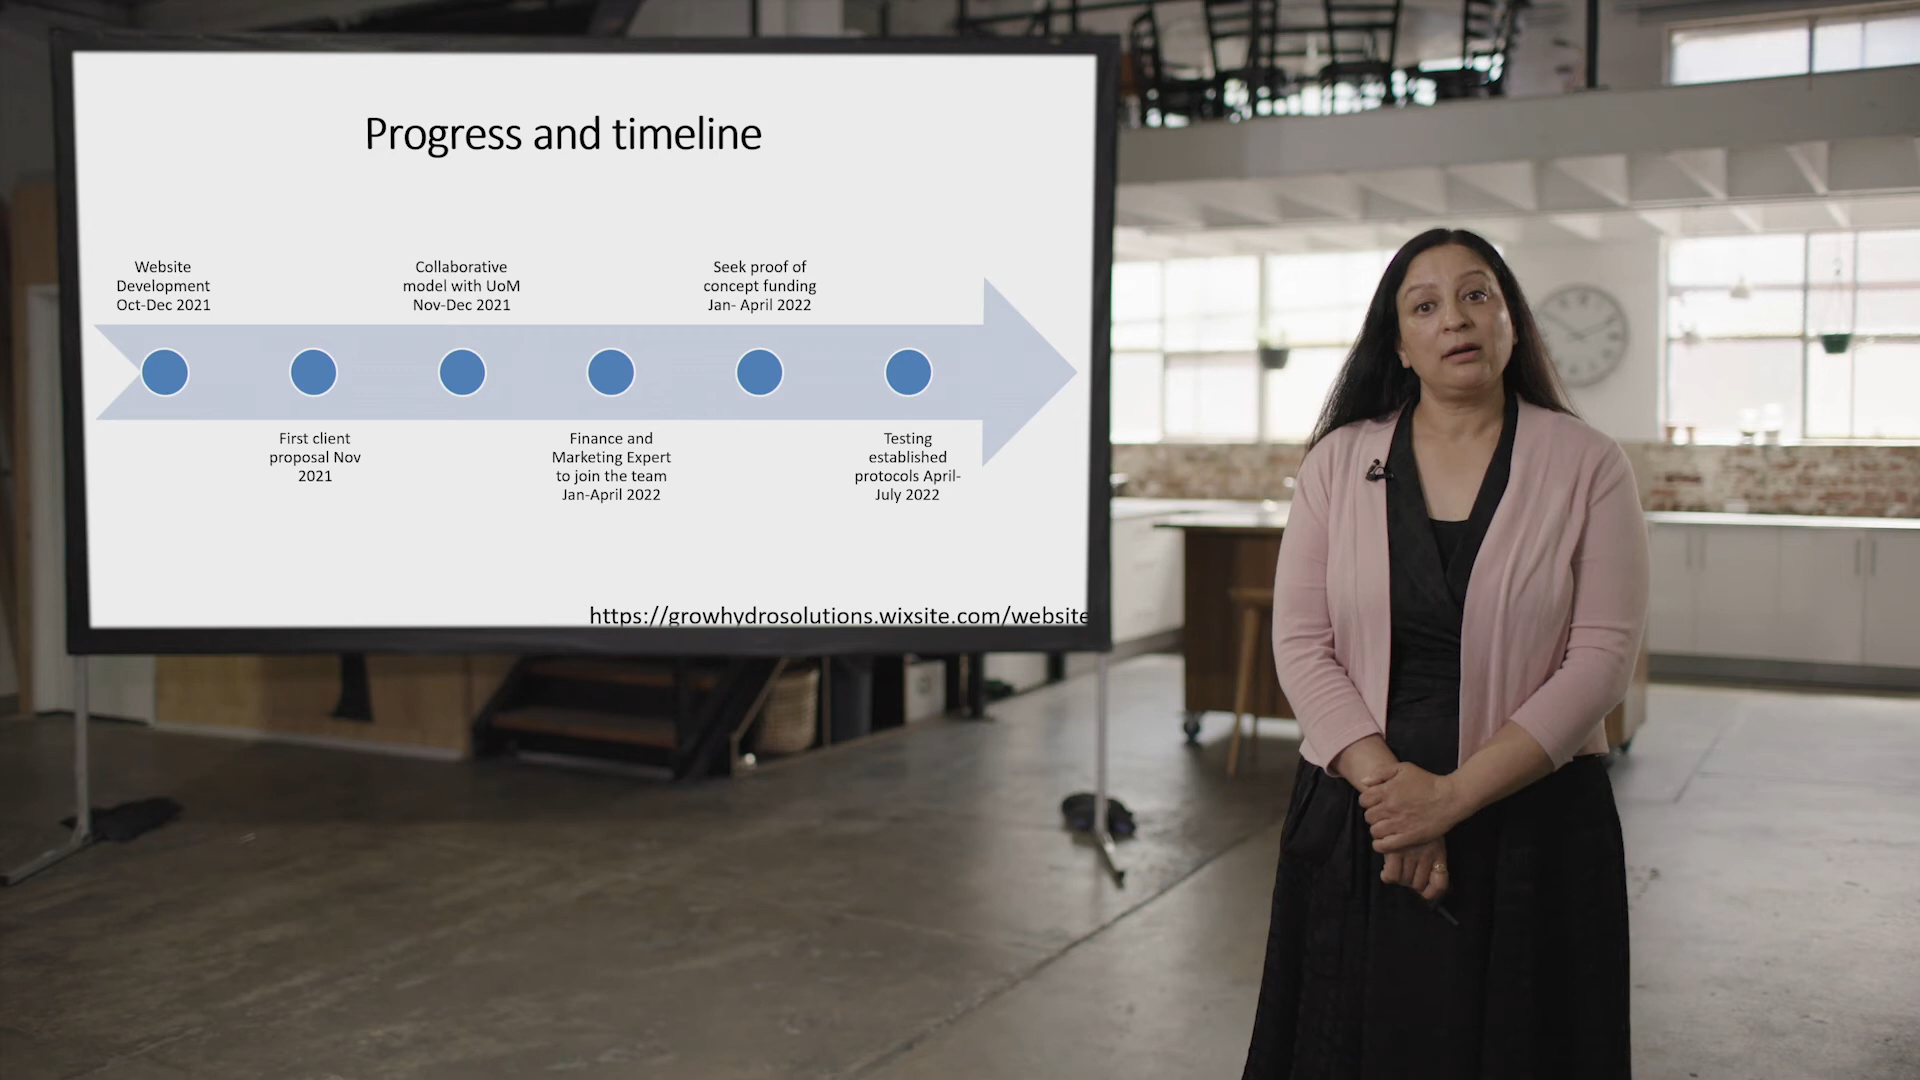 Progress and timeline
Website
Development
Oct-Dec 2021
First client
proposal Nov
2021
Collaborative
model with UoM
Nov-Dec 2021
Finance and
Marketing Expert
to join the team
Jan-April 2022
Seek proof of
concept funding
Jan- April 2022
Testing
established
protocols April-
July 2022
https://growhydrosolutions.wixsite.com/website